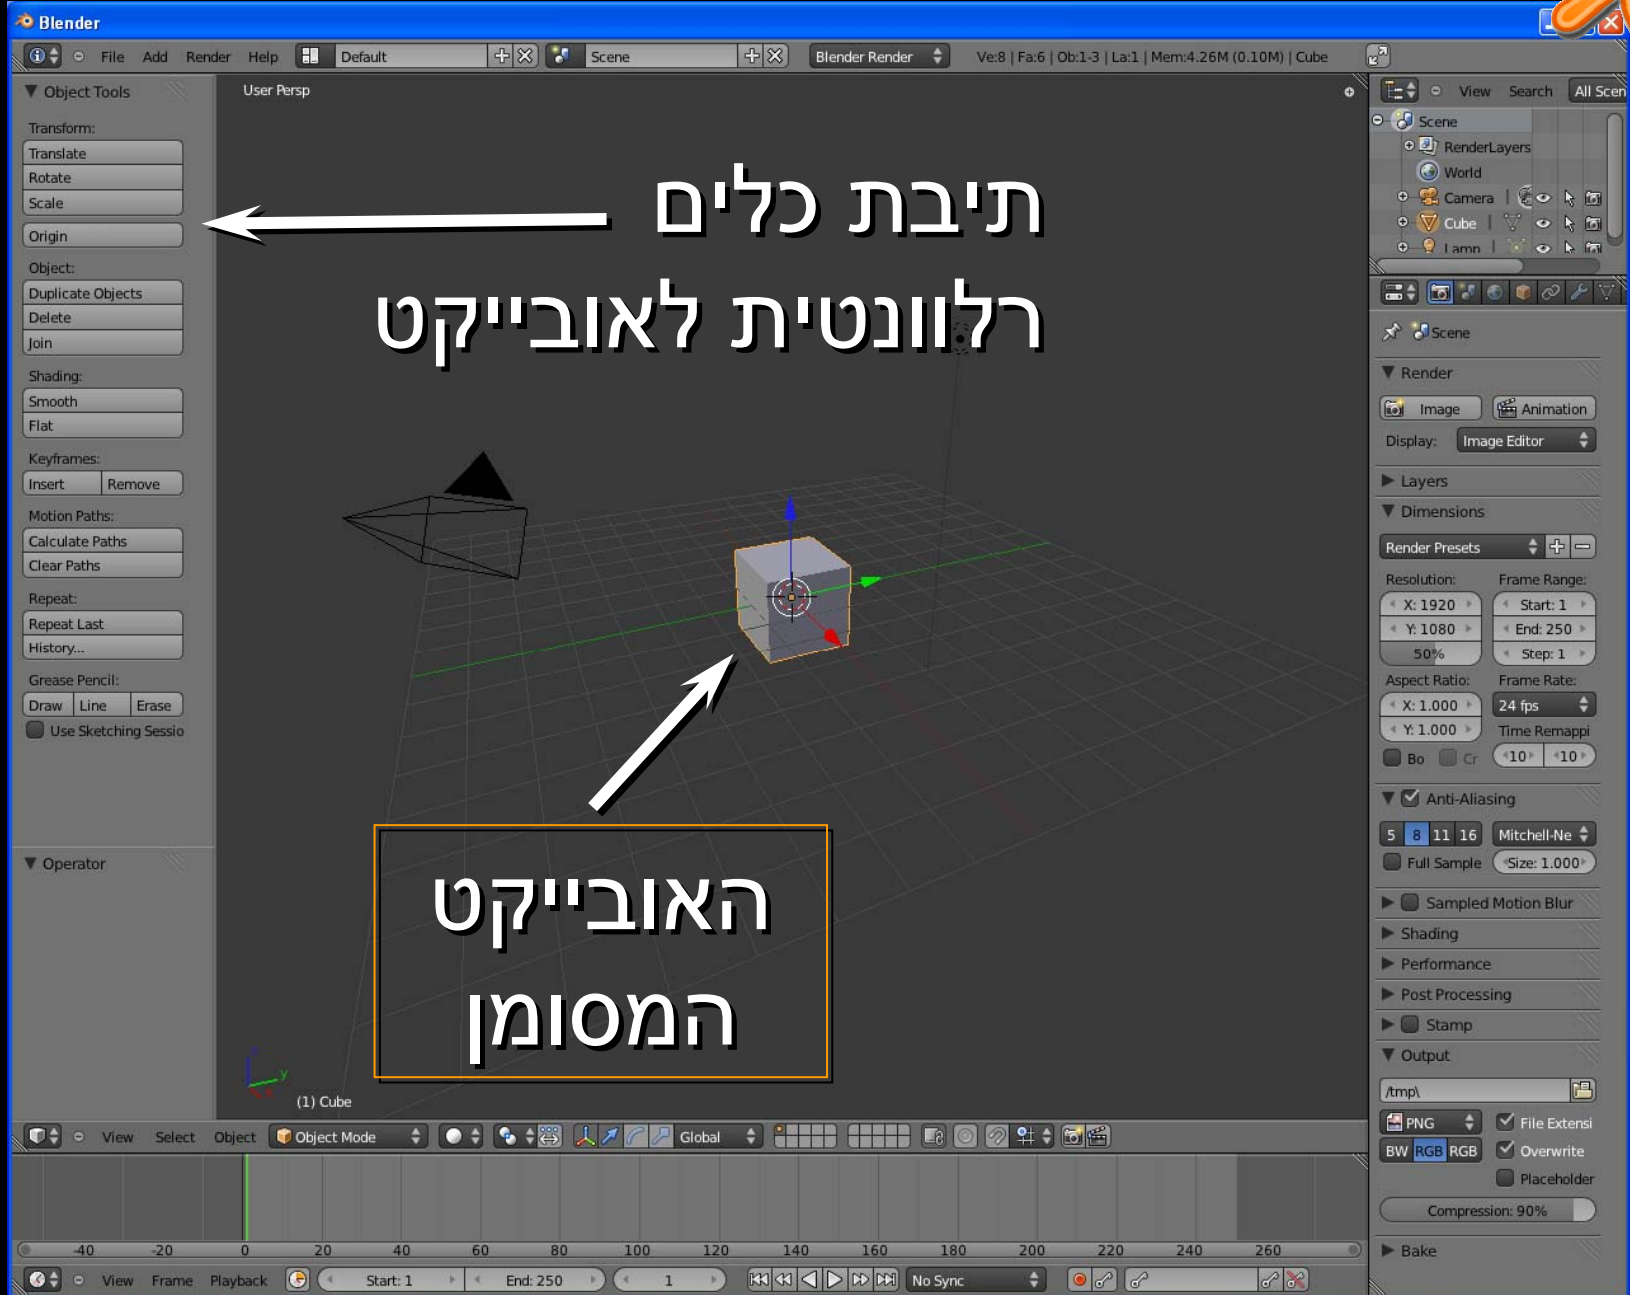 Blender
File Add Render Help Default Scene Blender Render Ve:8 | Fa:6 | Ob:1-3 | La:1 | Mem:4.26M (0.10M) | Cube
Object Tools
Transform:
Translate
Rotate
Scale
Origin
Object:
Duplicate Objects
Delete
Join
Shading:
Smooth
Flat
Keyframes:
Insert Remove
Motion Paths:
Calculate Paths
Clear Paths
Repeat:
Repeat Last
History...
Grease Pencil:
Draw Line Erase
Use Sketching Sessio
Operator
User Persp
תיבת כלים
רלוונטית לאובייקט
האובייקט
המסומן
z
y
x
(1) Cube
View Search All Scen
Scene
RenderLayers
World
Camera
Cube
Lamp
Scene
Render
Image Animation
Display: Image Editor
Layers
Dimensions
Render Presets
Resolution: Frame Range:
X: 1920 Start: 1
Y: 1080 End: 250
50% Step: 1
Aspect Ratio: Frame Rate:
X: 1.000 24 fps
Y: 1.000 Time Remappi
Bo Cr 10 10
Anti-Aliasing
5 8 11 16 Mitchell-Ne
Full Sample Size: 1.000
Sampled Motion Blur
Shading
Performance
Post Processing
Stamp
Output
/tmp\
PNG File Extensi
BW RGB RGB Overwrite
Placeholder
Compression: 90%
Bake
View Select Object Object Mode Global
-40 -20 0 20 40 60 80 100 120 140 160 180 200 220 240 260
View Frame Playback Start: 1 End: 250 1 No Sync